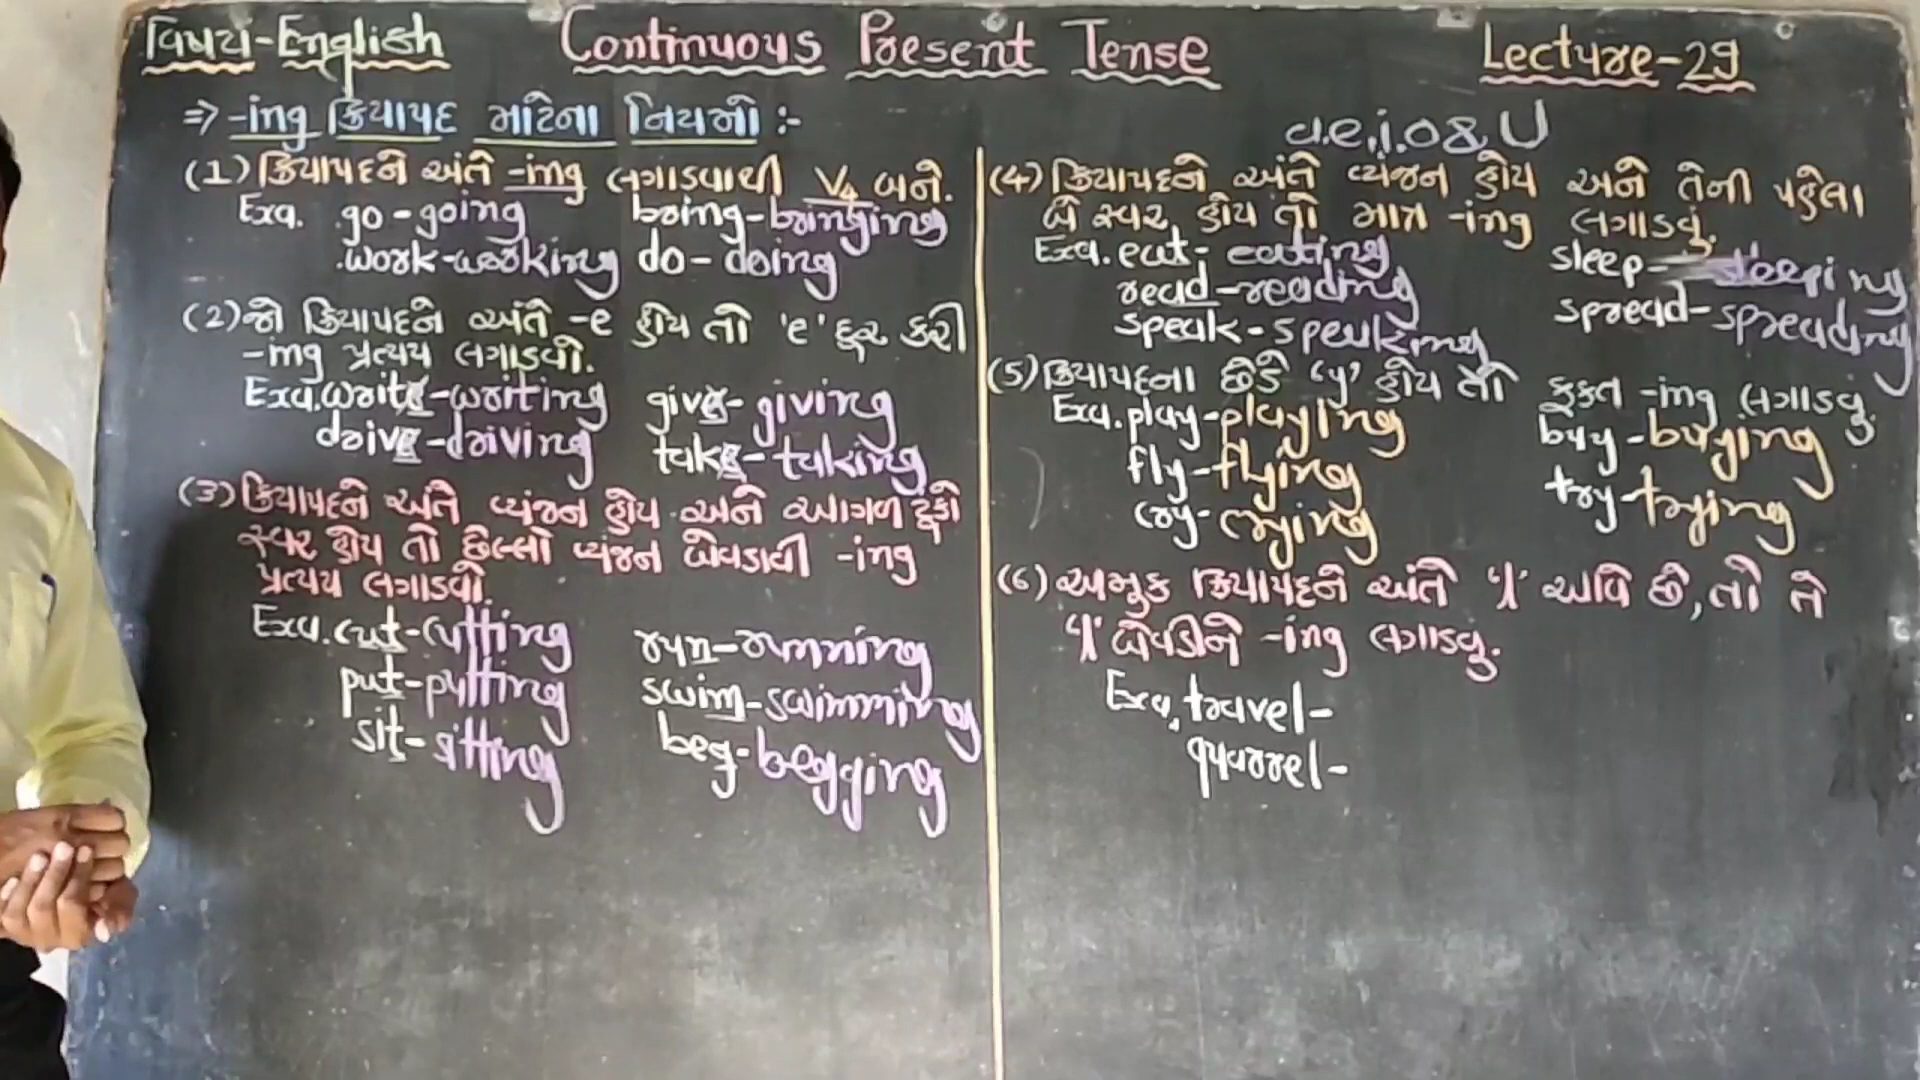 વિષય-English
Continuous Present Tense
Lecture-29
⇒ -ing ક્રિયાપદ માટેના નિયમો :-
(1) ક્રિયાપદને અંતે -ing લગાડવાથી V4 બને.
Exa. go-going bring-bringing
work-working do-doing
(2) જો ક્રિયાપદને અંતે -e હોય તો 'e' દૂર કરી
-ing પ્રત્યય લગાડવો.
Exa. write-writing give-giving
drive-driving take-taking
(3) ક્રિયાપદને અંતે વ્યંજન હોય અને આગળ ટૂંકો
સ્વર હોય તો છેલ્લો વ્યંજન બેવડાવી -ing
પ્રત્યય લગાડવો.
Exa. cut-cutting run-running
put-putting swim-swimming
sit-sitting beg-begging
a.e.i.o&U
(4) ક્રિયાપદને અંતે વ્યંજન હોય અને તેની પહેલા
બે સ્વર હોય તો માત્ર -ing લગાડવું.
Exa. eat-eating sleep-sleeping
read-reading spread-spreading
speak-speaking
(5) ક્રિયાપદના છેડે 'y' હોય તો ફક્ત -ing લગાડવુ.
Exa. play-playing buy-buying
fly-flying try-trying
cry-crying
(6) અમુક ક્રિયાપદને અંતે 'l' આવે છે, તો તે
'l' બેવડીને -ing લગાડવુ.
Exa. travel-
quarrel-